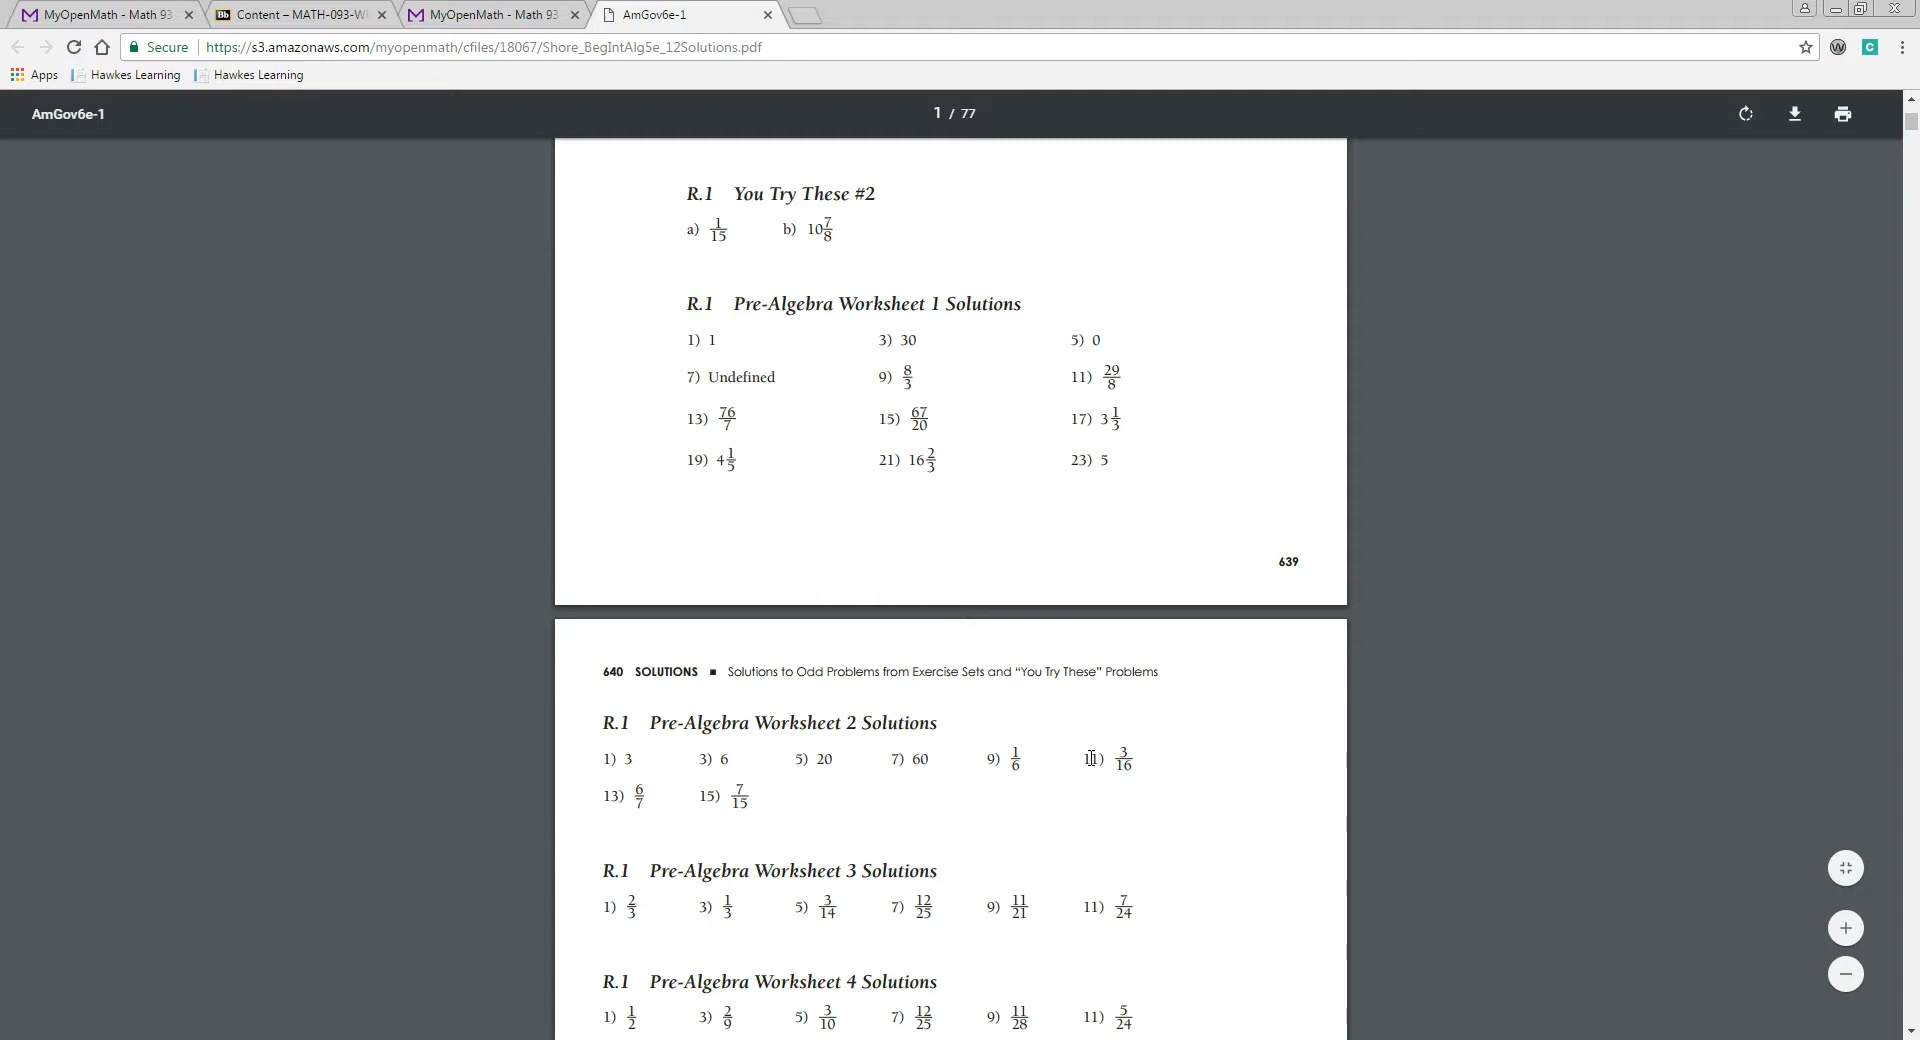 MyOpenMath - Math 93
Content – MATH-093-W
MyOpenMath - Math 93
AmGov6e-1
Secure
https://s3.amazonaws.com/myopenmath/cfiles/18067/Shore_BegIntAlg5e_12Solutions.pdf
Apps Hawkes Learning Hawkes Learning
AmGov6e-1 1 / 77
R.1 You Try These #2
a) 1/15 b) 10 7/8
R.1 Pre-Algebra Worksheet 1 Solutions
1) 1 3) 30 5) 0
7) Undefined 9) 8/3 11) 29/8
13) 76/7 15) 67/20 17) 3 1/3
19) 4 1/5 21) 16 2/3 23) 5
639
640 SOLUTIONS ■ Solutions to Odd Problems from Exercise Sets and “You Try These” Problems
R.1 Pre-Algebra Worksheet 2 Solutions
1) 3 3) 6 5) 20 7) 60 9) 1/6 11) 3/16
13) 6/7 15) 7/15
R.1 Pre-Algebra Worksheet 3 Solutions
1) 2/3 3) 1/3 5) 3/14 7) 12/25 9) 11/21 11) 7/24
R.1 Pre-Algebra Worksheet 4 Solutions
1) 1/2 3) 2/9 5) 3/10 7) 12/25 9) 11/28 11) 5/24